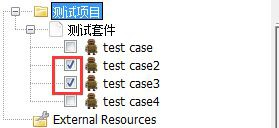 测试项目
测试套件
test case
test case2
test case3
test case4
External Resources